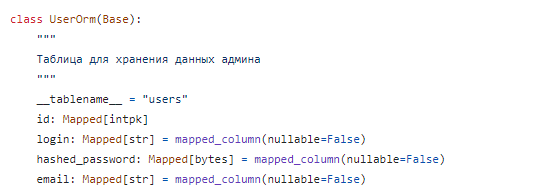 class UserOrm(Base):
    """
    Таблица для хранения данных админа
    """
    __tablename__ = "users"
    id: Mapped[intpk]
    login: Mapped[str] = mapped_column(nullable=False)
    hashed_password: Mapped[bytes] = mapped_column(nullable=False)
    email: Mapped[str] = mapped_column(nullable=False)